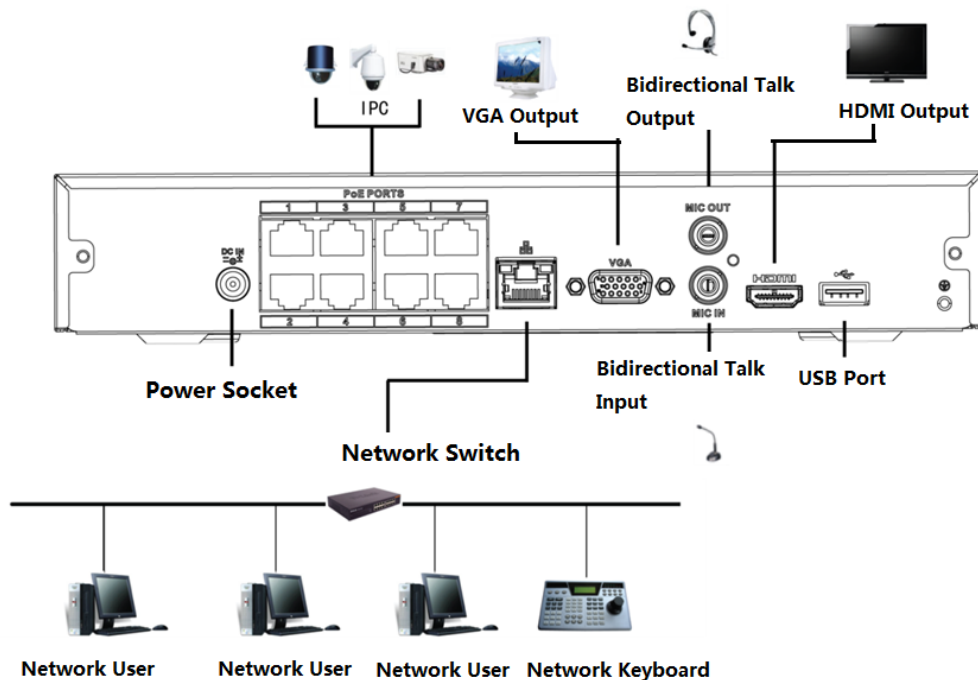 IPC
VGA Output
Bidirectional Talk
Output
HDMI Output
PoE PORTS
1 3 5 7
DC IN
MIC OUT
VGA
HDMI
MIC IN
2 4 6 8
Power Socket
Bidirectional Talk
Input
USB Port
Network Switch
Network User
Network User
Network User
Network Keyboard